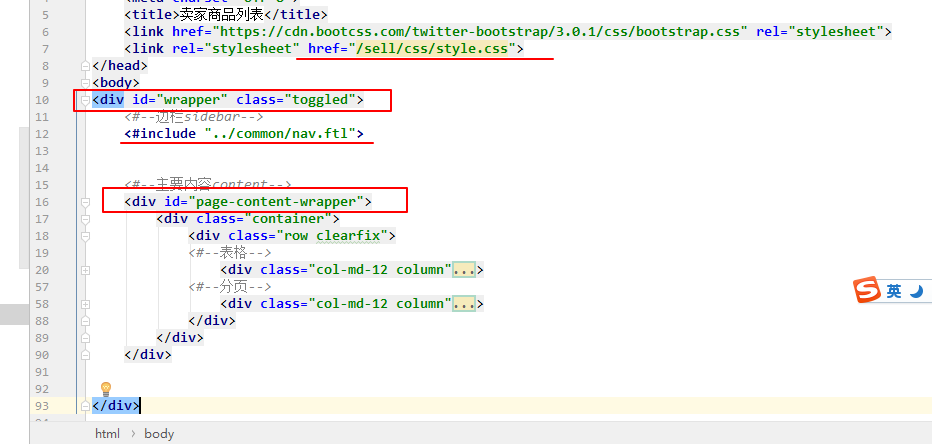 5 <title>卖家商品列表</title>
6 <link href="https://cdn.bootcss.com/twitter-bootstrap/3.0.1/css/bootstrap.css" rel="stylesheet">
7 <link rel="stylesheet" href="/sell/css/style.css">
8 </head>
9 <body>
10 <div id="wrapper" class="toggled">
11 <#--边栏sidebar-->
12 <#include "../common/nav.ftl">
13
14
15 <#--主要内容content-->
16 <div id="page-content-wrapper">
17 <div class="container">
18 <div class="row clearfix">
19 <#--表格-->
20 <div class="col-md-12 column"...>
57 <#--分页-->
58 <div class="col-md-12 column"...>
88 </div>
89 </div>
90 </div>
91
92
93 </div>
html › body
S 英